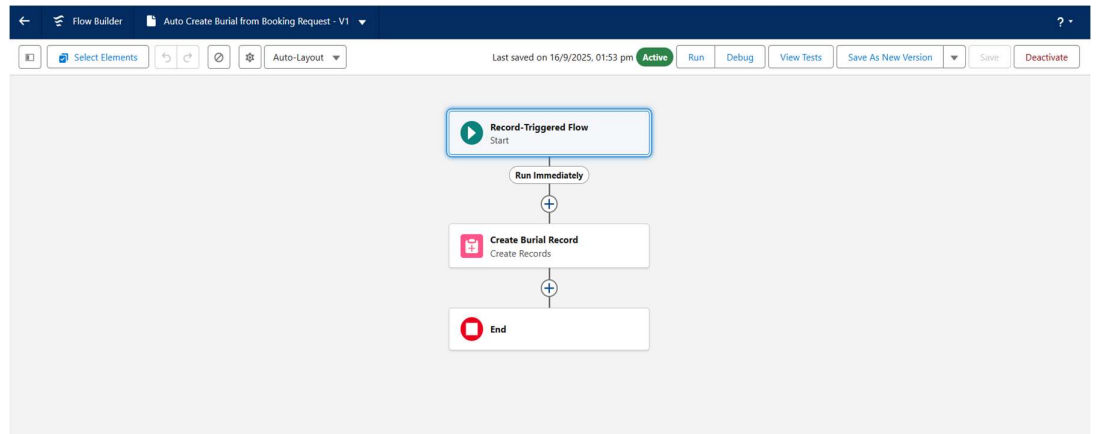 Flow Builder Auto Create Burial from Booking Request - V1 ?
Select Elements Auto-Layout Last saved on 16/9/2025, 01:53 pm Active Run Debug View Tests Save As New Version Save Deactivate
Record-Triggered Flow
Start
Run Immediately
Create Burial Record
Create Records
End